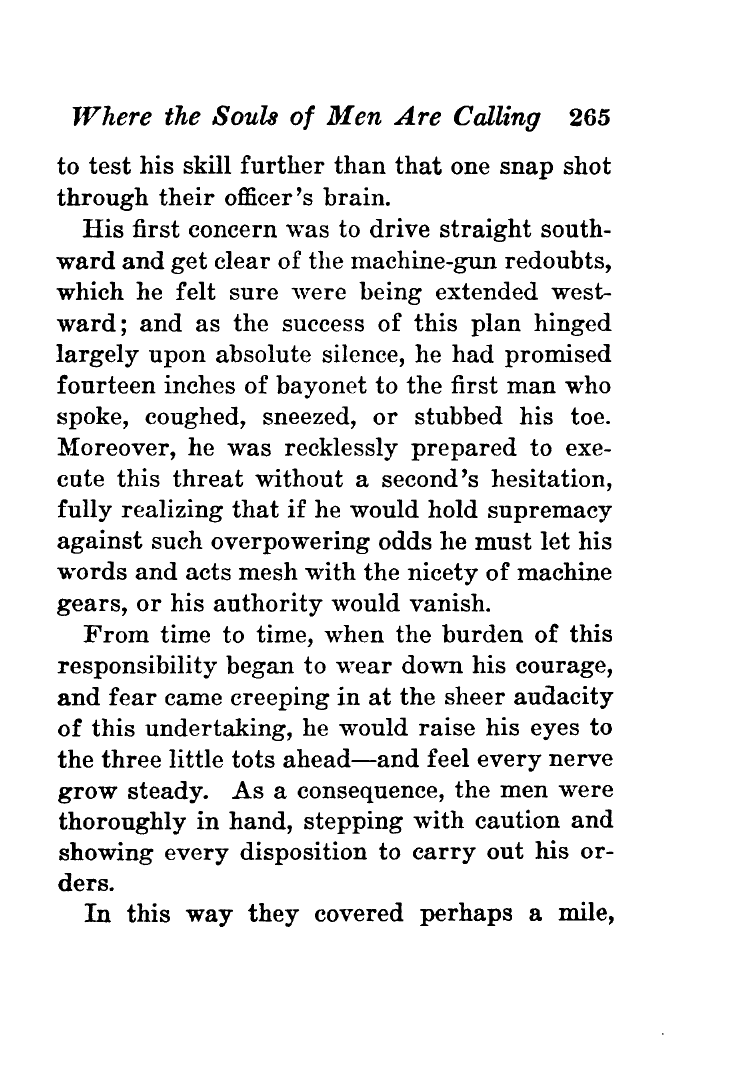 Where the Souls of Men Are Calling 265
to test his skill further than that one snap shot
through their officer's brain.
His first concern was to drive straight south-
ward and get clear of the machine-gun redoubts,
which he felt sure were being extended west-
ward; and as the success of this plan hinged
largely upon absolute silence, he had promised
fourteen inches of bayonet to the first man who
spoke, coughed, sneezed, or stubbed his toe.
Moreover, he was recklessly prepared to exe-
cute this threat without a second's hesitation,
fully realizing that if he would hold supremacy
against such overpowering odds he must let his
words and acts mesh with the nicety of machine
gears, or his authority would vanish.
From time to time, when the burden of this
responsibility began to wear down his courage,
and fear came creeping in at the sheer audacity
of this undertaking, he would raise his eyes to
the three little tots ahead—and feel every nerve
grow steady. As a consequence, the men were
thoroughly in hand, stepping with caution and
showing every disposition to carry out his or-
ders.
In this way they covered perhaps a mile,